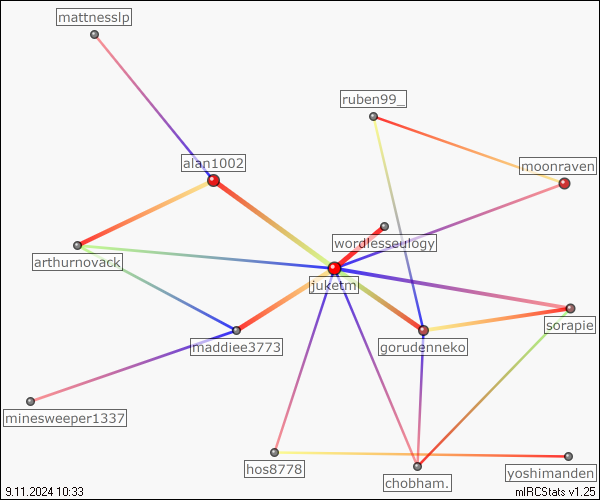 mattnesslp
ruben99_
alan1002
moonraven
wordlesseulogy
arthurnovack
juketm
sorapie
maddiee3773
gorudenneko
minesweeper1337
hos8778
yoshimanden
chobham.
9.11.2024 10:33
mIRCStats v1.25